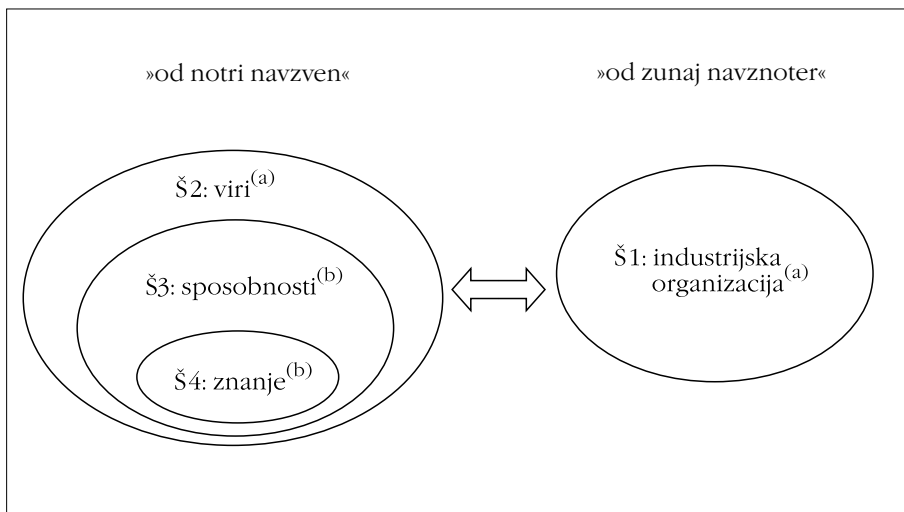 »od notri navzven«
»od zunaj navznoter«
Š2: viri(a)
Š3: sposobnosti(b)
Š4: znanje(b)
Š1: industrijska
organizacija(a)